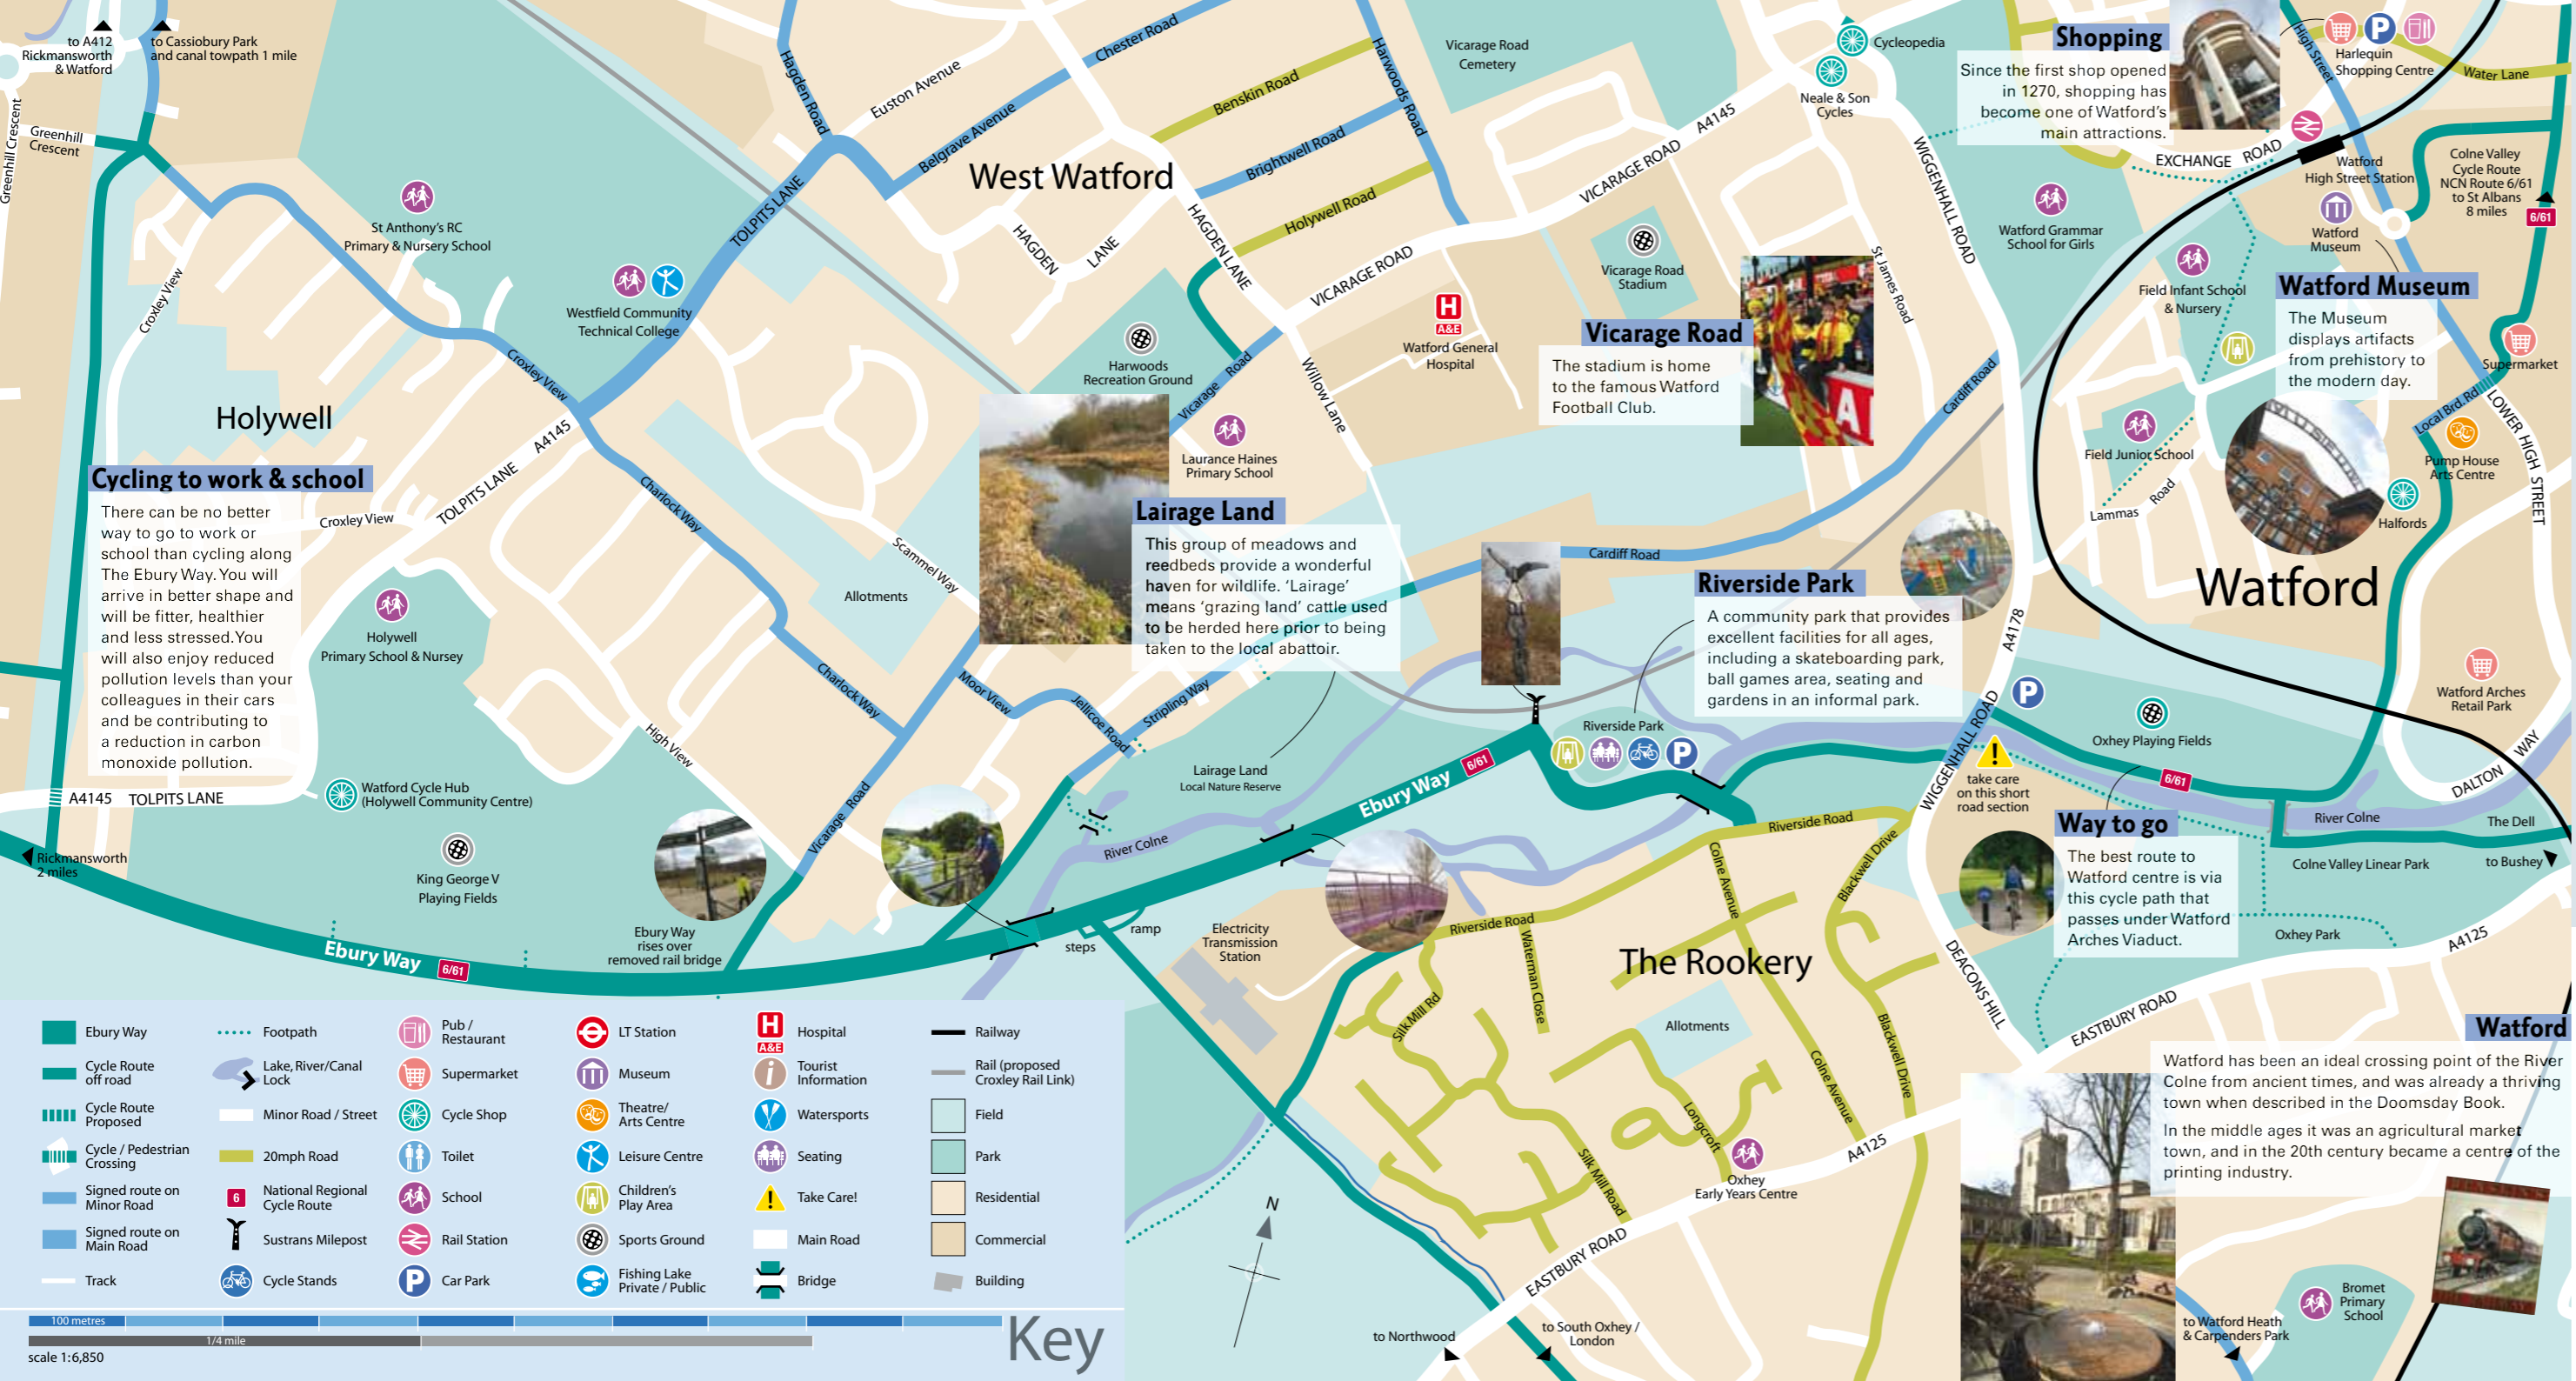 to A412
Rickmansworth
& Watford
to Cassiobury Park
and canal towpath 1 mile
Greenhill Crescent
Greenhill
Crescent
Hagden Road
Euston Avenue
Chester Road
Belgrave Avenue
Benskin Road
Brightwell Road
Holywell Road
Harwoods Road
West Watford
HAGDEN LANE
HAGDEN LANE
TOLPITS LANE
Vicarage Road
Cemetery
VICARAGE ROAD
A4145
VICARAGE ROAD
Cycleopedia
Neale & Son
Cycles
WIGGENHALL ROAD
St James Road
Shopping
Since the first shop opened
in 1270, shopping has
become one of Watford's
main attractions.
High Street
Harlequin
Shopping Centre
Water Lane
EXCHANGE ROAD
Watford
High Street Station
Watford
Museum
Colne Valley
Cycle Route
NCN Route 6/61
to St Albans
8 miles
6/61
Watford Grammar
School for Girls
Field Infant School
& Nursery
Watford Museum
The Museum
displays artifacts
from prehistory to
the modern day.
Supermarket
Local Brd.Rd
LOWER HIGH STREET
Pump House
Arts Centre
Halfords
Field Junior School
Lammas Road
Watford
Watford Arches
Retail Park
DALTON WAY
St Anthony's RC
Primary & Nursery School
Westfield Community
Technical College
Croxley View
Croxley View
Holywell
Harwoods
Recreation Ground
Vicarage Road
Laurance Haines
Primary School
Willow Lane
H
A&E
Watford General
Hospital
Vicarage Road
Stadium
Vicarage Road
The stadium is home
to the famous Watford
Football Club.
Cardiff Road
Cardiff Road
Cycling to work & school
There can be no better
way to go to work or
school than cycling along
The Ebury Way. You will
arrive in better shape and
will be fitter, healthier
and less stressed.You
will also enjoy reduced
pollution levels than your
colleagues in their cars
and be contributing to
a reduction in carbon
monoxide pollution.
Croxley View
TOLPITS LANE
A4145
Charlock Way
Charlock Way
Scammel Way
Allotments
Holywell
Primary School & Nursey
High View
Moor View
Jellicoe Road
Stripling Way
Vicarage Road
Lairage Land
This group of meadows and
reedbeds provide a wonderful
haven for wildlife. 'Lairage'
means 'grazing land' cattle used
to be herded here prior to being
taken to the local abattoir.
Riverside Park
A community park that provides
excellent facilities for all ages,
including a skateboarding park,
ball games area, seating and
gardens in an informal park.
A4178
P
Riverside Park
P
WIGGENHALL ROAD
take care
on this short
road section
Oxhey Playing Fields
6/61
Way to go
The best route to
Watford centre is via
this cycle path that
passes under Watford
Arches Viaduct.
River Colne
The Dell
Colne Valley Linear Park
to Bushey
Oxhey Park
A4125
A4145 TOLPITS LANE
Watford Cycle Hub
(Holywell Community Centre)
Rickmansworth
2 miles
King George V
Playing Fields
Ebury Way
6/61
Ebury Way
rises over
removed rail bridge
Lairage Land
Local Nature Reserve
River Colne
Ebury Way
6/61
steps
ramp
Electricity
Transmission
Station
Riverside Road
Riverside Road
Waterman Close
Colne Avenue
Blackwell Drive
The Rookery
Silk Mill Rd
Allotments
Colne Avenue
Blackwell Drive
Longcroft
Silk Mill Road
Oxhey
Early Years Centre
A4125
EASTBURY ROAD
EASTBURY ROAD
DEACONS HILL
to Northwood
to South Oxhey /
London
N
Watford
Watford has been an ideal crossing point of the River
Colne from ancient times, and was already a thriving
town when described in the Doomsday Book.
In the middle ages it was an agricultural market
town, and in the 20th century became a centre of the
printing industry.
Bromet
Primary
School
to Watford Heath
& Carpenders Park
Ebury Way
Cycle Route
off road
Cycle Route
Proposed
Cycle / Pedestrian
Crossing
Signed route on
Minor Road
Signed route on
Main Road
Track
Footpath
Lake, River/Canal
Lock
Minor Road / Street
20mph Road
6
National Regional
Cycle Route
Sustrans Milepost
Cycle Stands
Pub /
Restaurant
Supermarket
Cycle Shop
Toilet
School
Rail Station
P
Car Park
LT Station
Museum
Theatre/
Arts Centre
Leisure Centre
Children's
Play Area
Sports Ground
Fishing Lake
Private / Public
H
A&E
Hospital
i
Tourist
Information
Watersports
Seating
Take Care!
Main Road
Bridge
Railway
Rail (proposed
Croxley Rail Link)
Field
Park
Residential
Commercial
Building
100 metres
1/4 mile
scale 1:6,850
Key